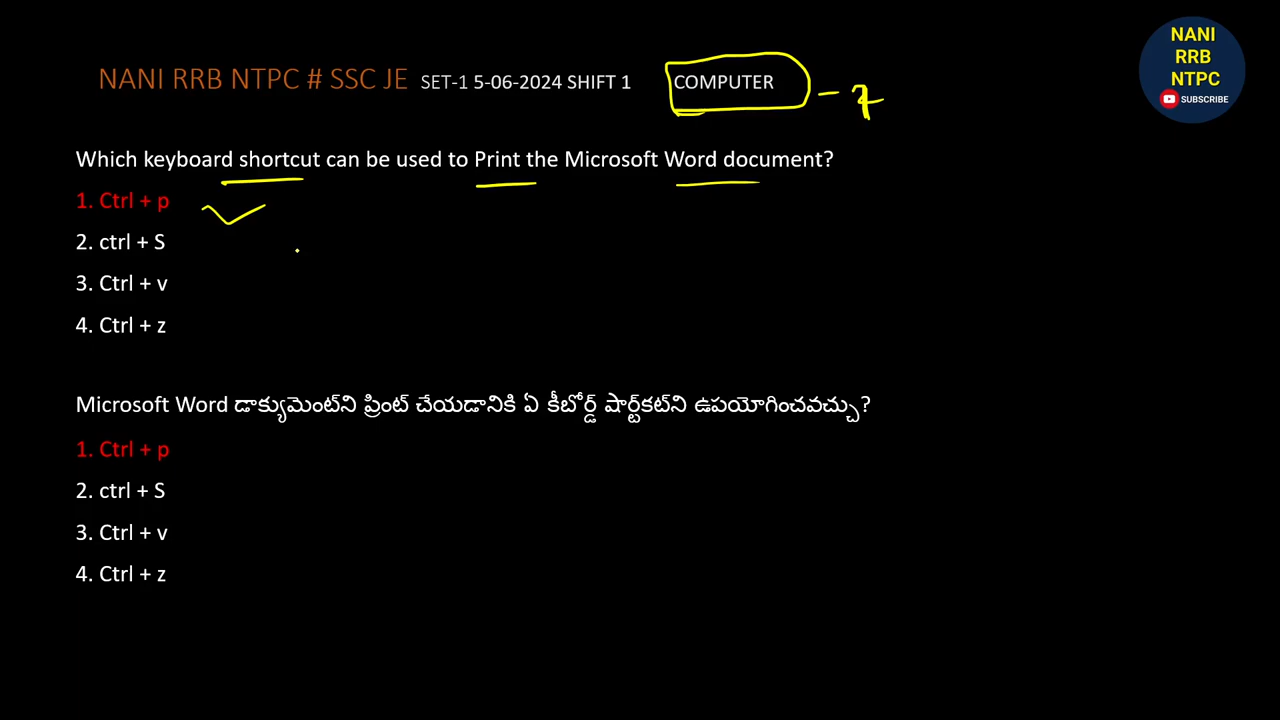 NANI RRB NTPC # SSC JE SET-1 5-06-2024 SHIFT 1 COMPUTER
NANI
RRB
NTPC
SUBSCRIBE
Which keyboard shortcut can be used to Print the Microsoft Word document?
1. Ctrl + p
2. ctrl + S
3. Ctrl + v
4. Ctrl + z
Microsoft Word డాక్యుమెంట్‌ని ప్రింట్ చేయడానికి ఏ కీబోర్డ్ షార్ట్‌కట్‌ని ఉపయోగించవచ్చు?
1. Ctrl + p
2. ctrl + S
3. Ctrl + v
4. Ctrl + z